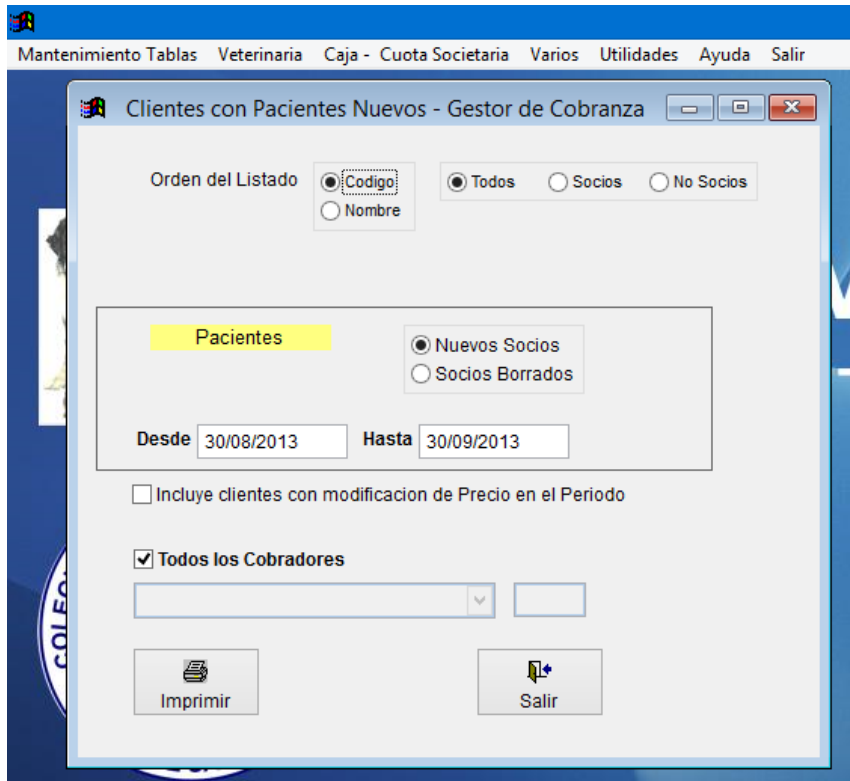 Mantenimiento Tablas Veterinaria Caja - Cuota Societaria Varios Utilidades Ayuda Salir
Clientes con Pacientes Nuevos - Gestor de Cobranza
Orden del Listado Codigo Todos Socios No Socios
Nombre
Pacientes Nuevos Socios
Socios Borrados
Desde 30/08/2013 Hasta 30/09/2013
Incluye clientes con modificacion de Precio en el Periodo
Todos los Cobradores
Imprimir Salir